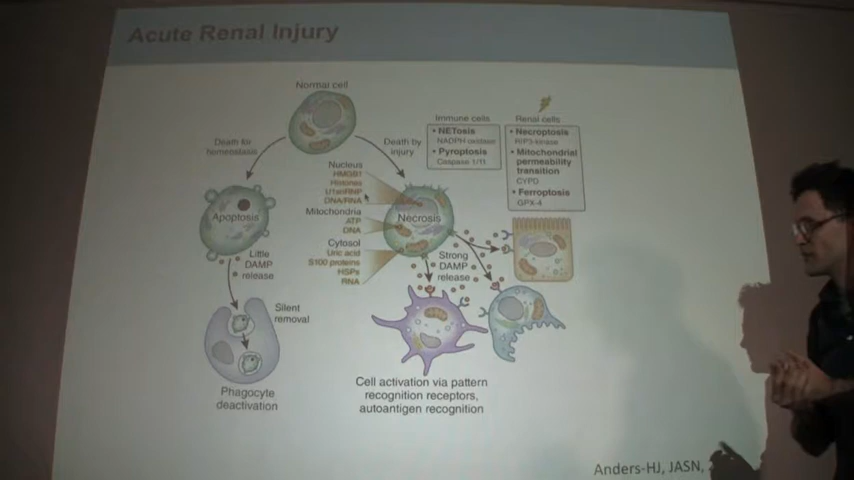 Acute Renal Injury
Normal cell
Death for
homeostasis
Death by
injury
Immune cells
• NETosis
NADPH oxidase
• Pyroptosis
Caspase 1/11
Renal cells
• Necroptosis
RIP3 kinase
• Mitochondrial
permeability
transition
CYPD
• Ferroptosis
GPX-4
Nucleus
HMGB1
Histones
U1snRNP
DNA/RNA
Mitochondria
ATP
DNA
Cytosol
Uric acid
S100 proteins
HSPs
RNA
Apoptosis
Necrosis
Little
DAMP
release
Strong
DAMP
release
Silent
removal
Phagocyte
deactivation
Cell activation via pattern
recognition receptors,
autoantigen recognition
Anders-HJ, JASN,